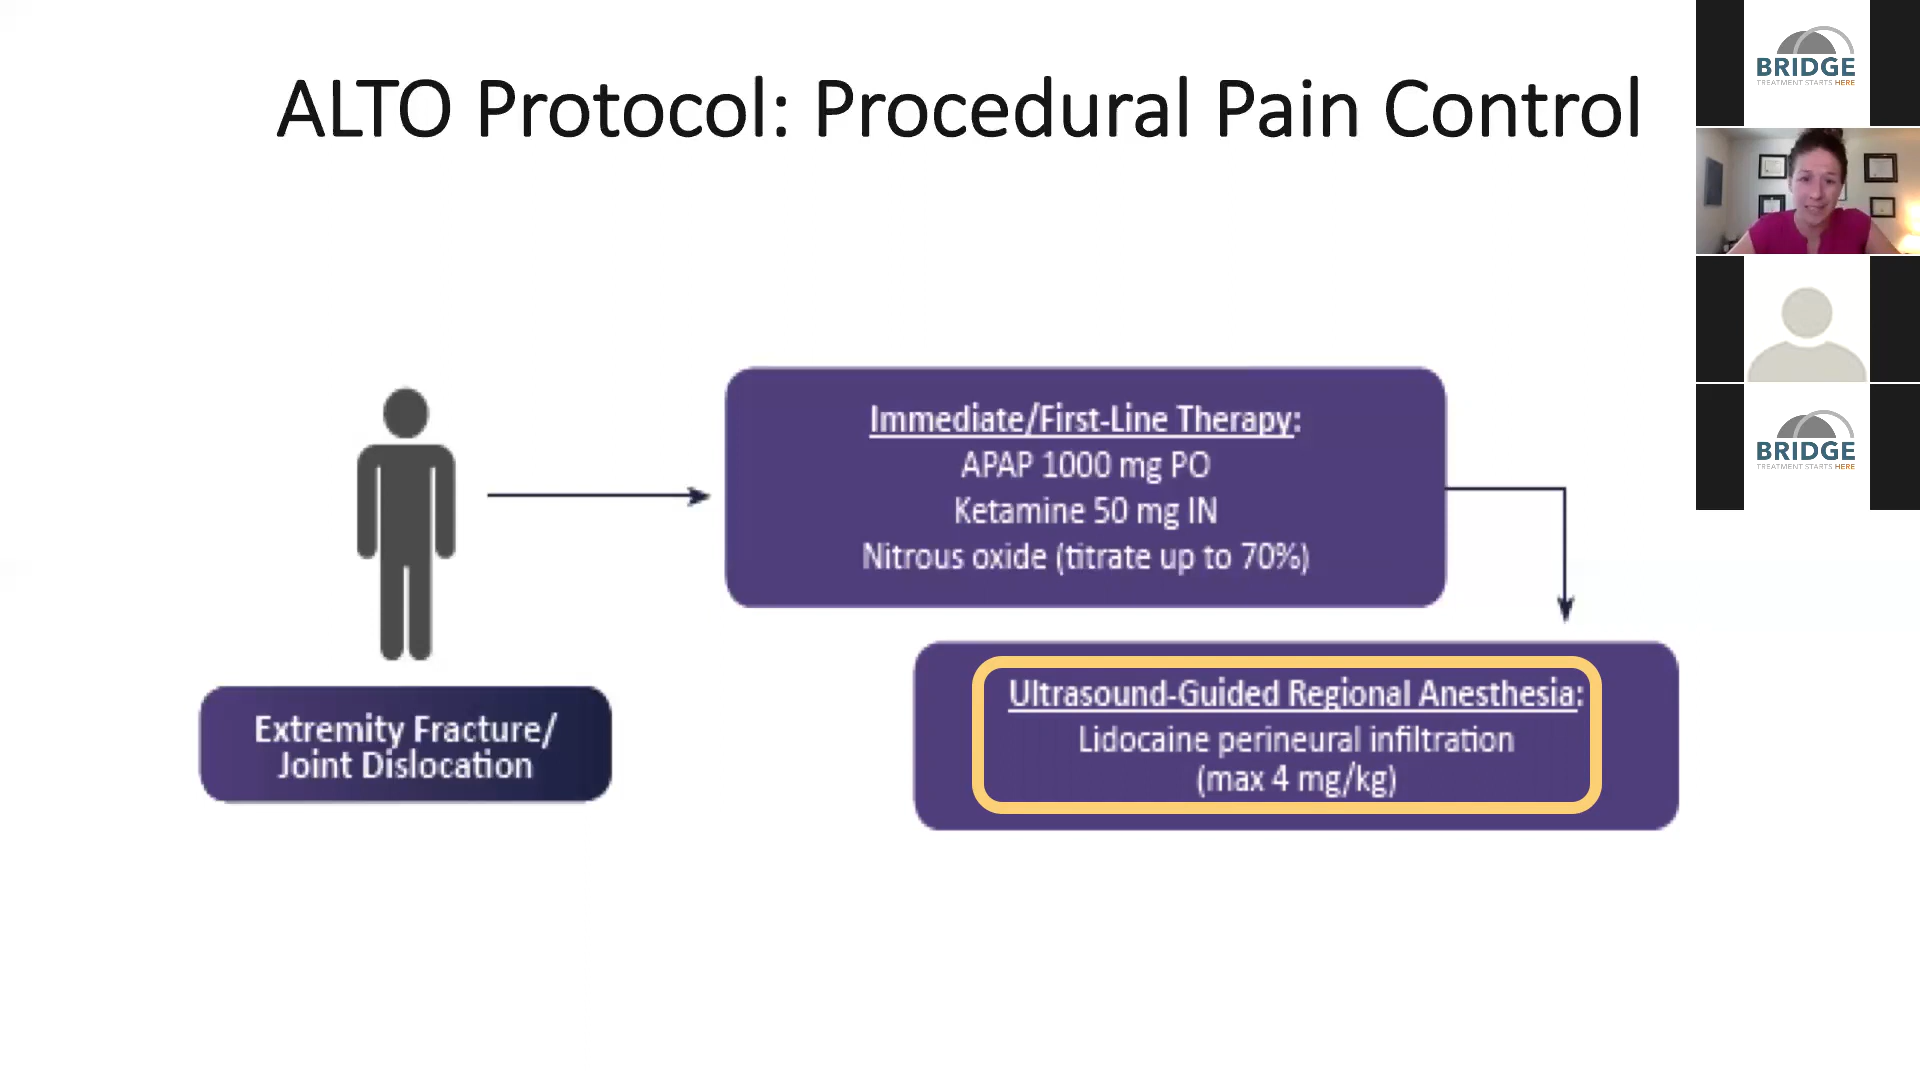 ALTO Protocol: Procedural Pain Control
Immediate/First-Line Therapy:
APAP 1000 mg PO
Ketamine 50 mg IN
Nitrous oxide (titrate up to 70%)
Ultrasound-Guided Regional Anesthesia:
Lidocaine perineural infiltration
(max 4 mg/kg)
Extremity Fracture/
Joint Dislocation
BRIDGE
TREATMENT STARTS HERE
BRIDGE
TREATMENT STARTS HERE